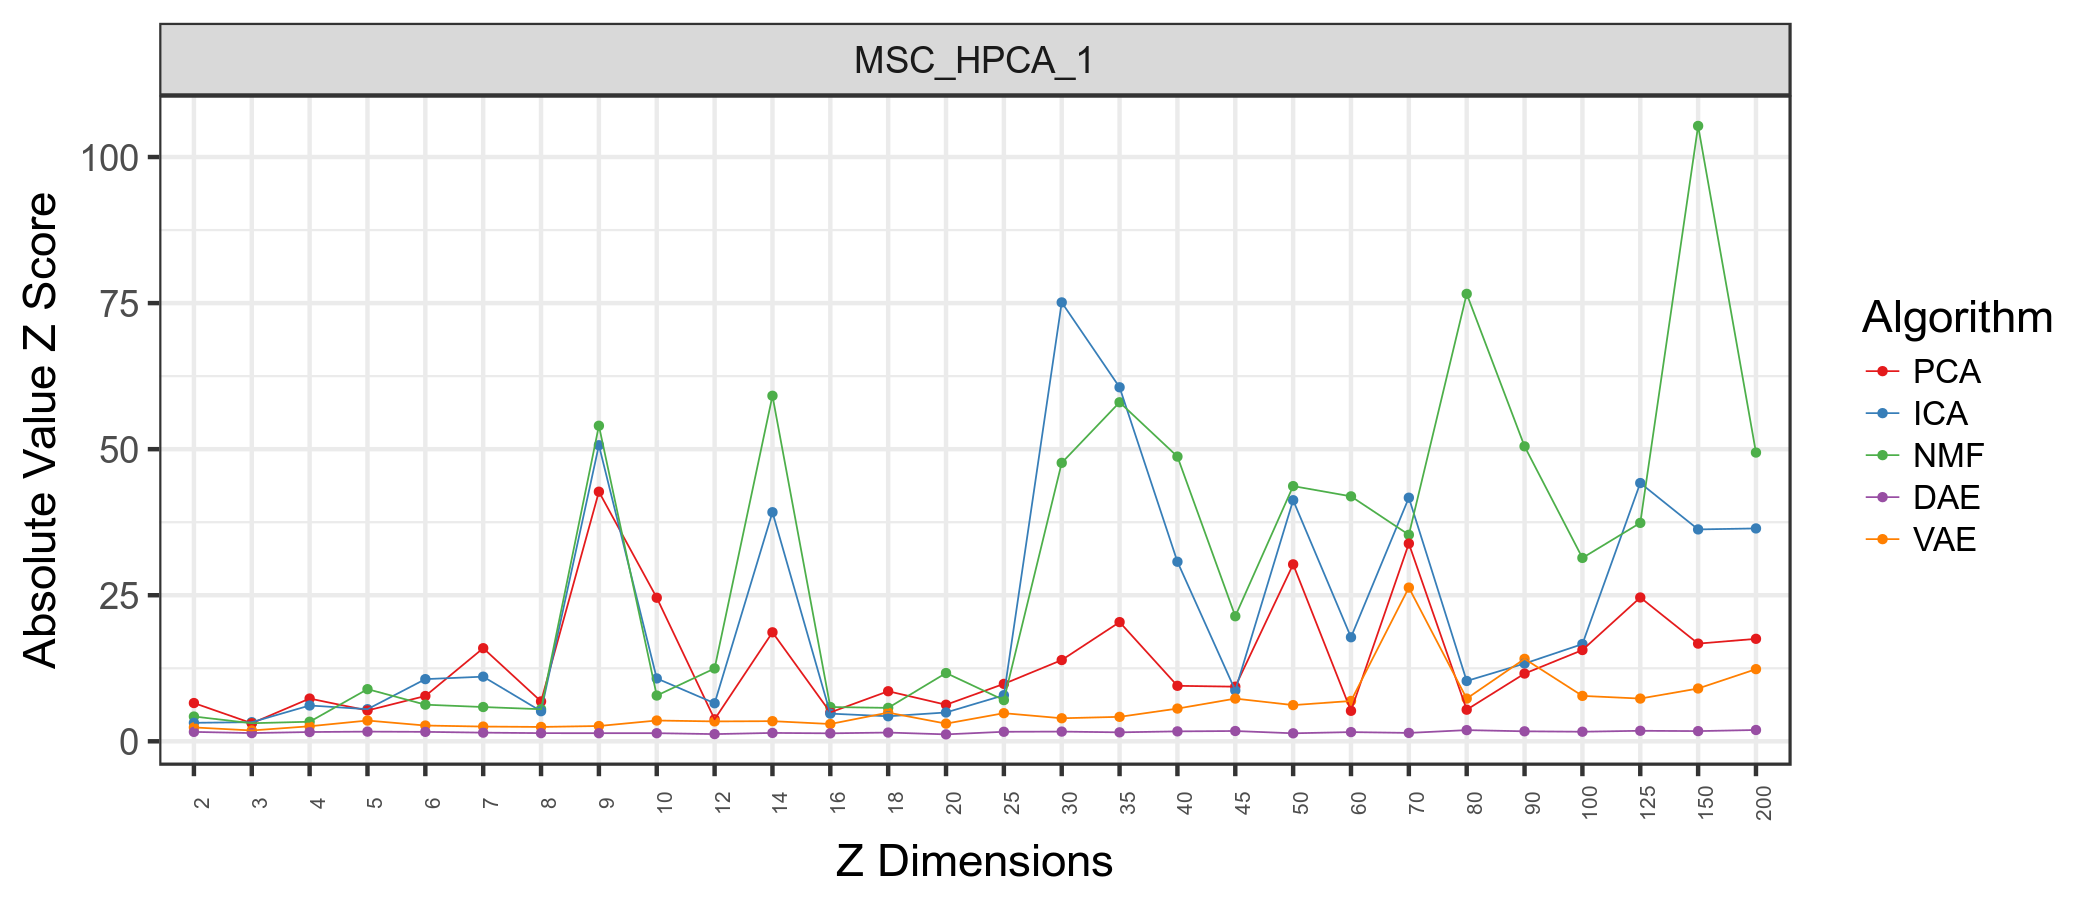 MSC_HPCA_1
Absolute Value Z Score
100
75
50
25
0
2 3 4 5 6 7 8 9 10 12 14 16 18 20 25 30 35 40 45 50 60 70 80 90 100 125 150 200
Z Dimensions
Algorithm
PCA
ICA
NMF
DAE
VAE